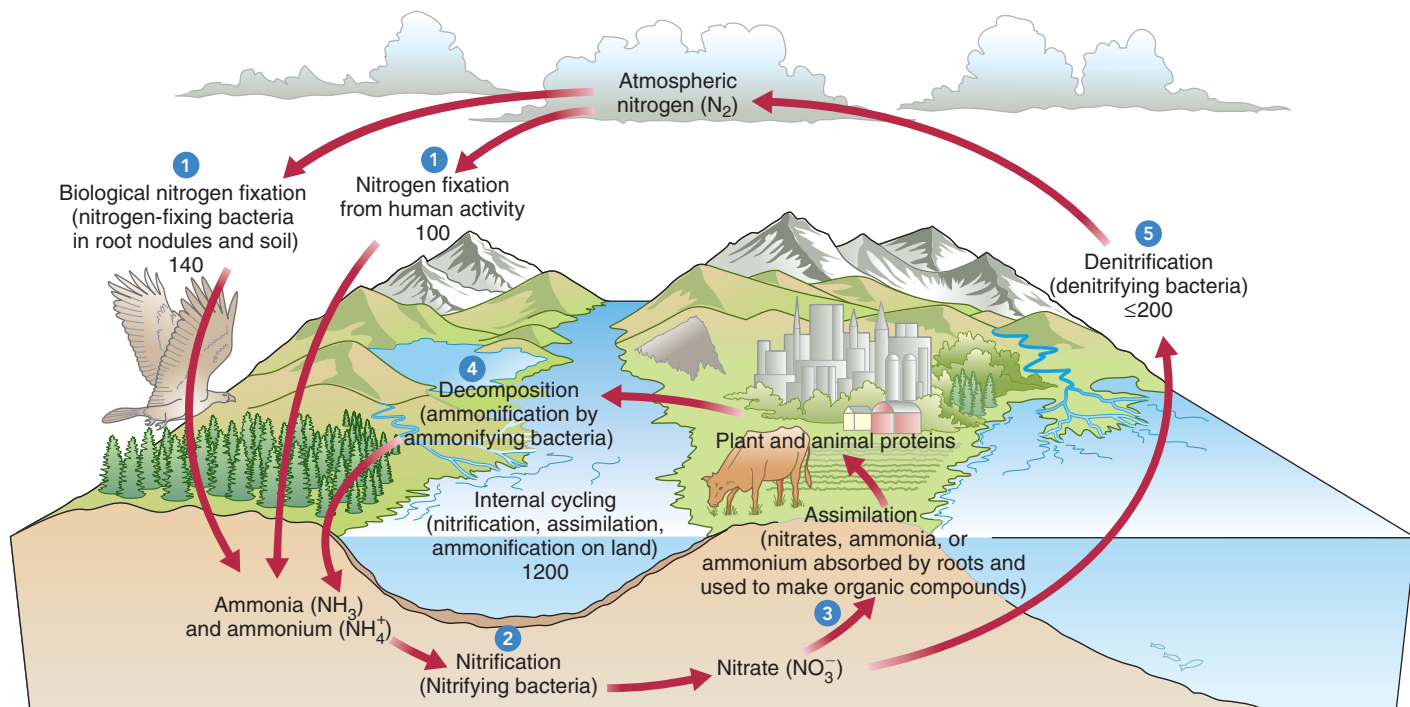 Atmospheric
nitrogen (N₂)
1
Biological nitrogen fixation
(nitrogen-fixing bacteria
in root nodules and soil)
140
1
Nitrogen fixation
from human activity
100
5
Denitrification
(denitrifying bacteria)
≤200
4
Decomposition
(ammonification by
ammonifying bacteria)
Plant and animal proteins
Internal cycling
(nitrification, assimilation,
ammonification on land)
1200
Assimilation
(nitrates, ammonia, or
ammonium absorbed by roots and
used to make organic compounds)
3
Ammonia (NH₃)
and ammonium (NH₄⁺)
2
Nitrification
(Nitrifying bacteria)
Nitrate (NO₃⁻)